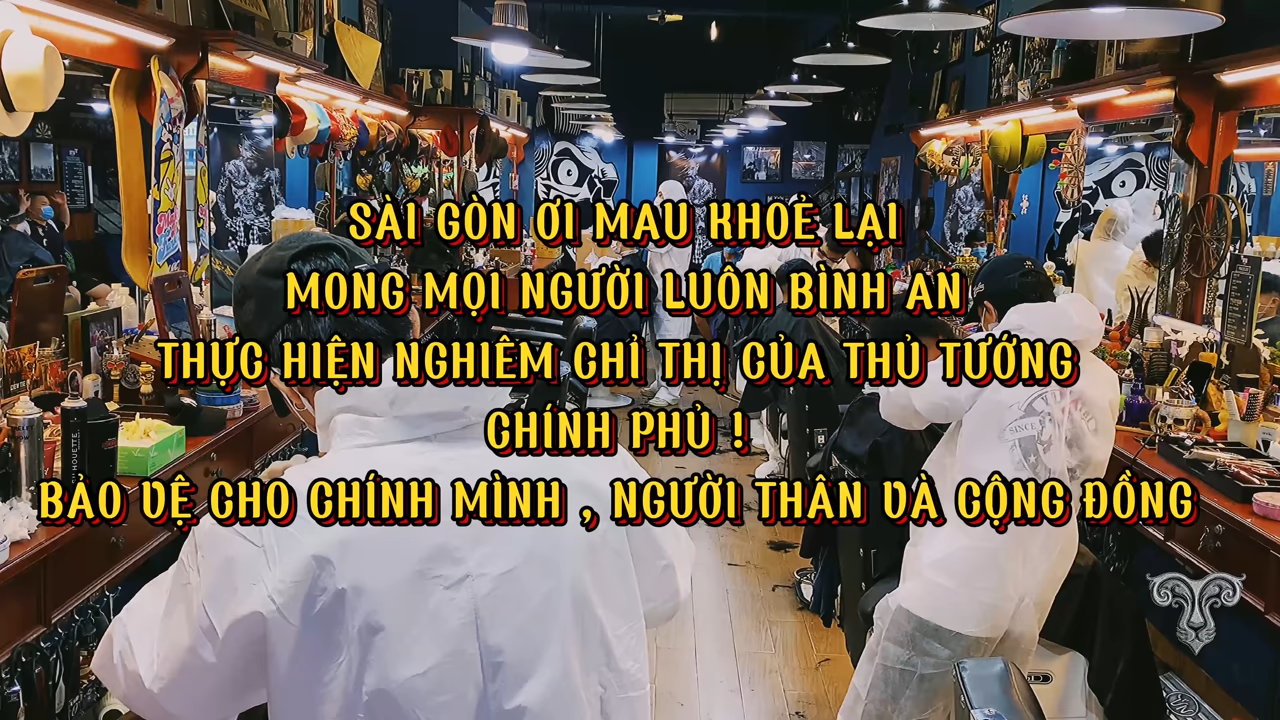 SÀI GÒN ƠI MAU KHOẺ LẠI
MONG MỌI NGƯỜI LUÔN BÌNH AN
THỰC HIỆN NGHIÊM CHỈ THỊ CỦA THỦ TƯỚNG
CHÍNH PHỦ !
BẢO VỆ CHO CHÍNH MÌNH , NGƯỜI THÂN VÀ CỘNG ĐỒNG
SINCE